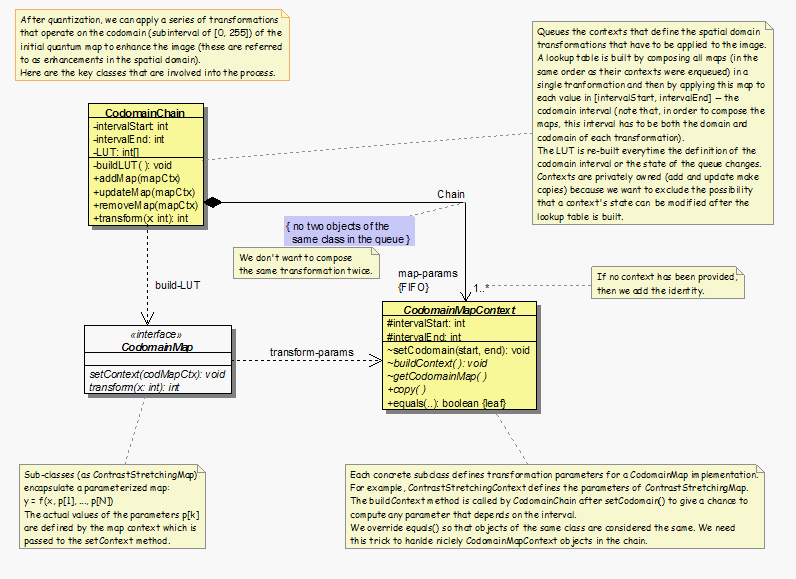 After quantization, we can apply a series of transformations
that operate on the codomain (subinterval of [0, 255]) of the
initial quantum map to enhance the image (these are referred
to as enhancements in the spatial domain).
Here are the key classes that are involved into the process.
Queues the contexts that define the spatial domain
transformations that have to be applied to the image.
A lookup table is built by composing all maps (in the
same order as their contexts were enqueued) in a
single tranformation and then by applying this map to
each value in [intervalStart, intervalEnd] – the
codomain interval (note that, in order to compose the
maps, this interval has to be both the domain and
codomain of each transformation).
The LUT is re-built everytime the definition of the
codomain interval or the state of the queue changes.
Contexts are privately owned (add and update make
copies) because we want to exclude the possibility
that a context's state can be modified after the
lookup table is built.
CodomainChain
-intervalStart: int
-intervalEnd: int
-LUT: int[]
-buildLUT( ): void
+addMap(mapCtx)
+updateMap(mapCtx)
+removeMap(mapCtx)
+transform(x: int): int
Chain
{ no two objects of the
same class in the queue }
We don't want to compose
the same transformation twice.
map-params
{FIFO}
1..*
If no context has been provided,
then we add the identity.
build-LUT
«interface»
CodomainMap
setContext(codMapCtx): void
transform(x: int): int
transform-params
CodomainMapContext
#intervalStart: int
#intervalEnd: int
~setCodomain(start, end): void
~buildContext( ): void
~getCodomainMap( )
+copy( )
+equals(..): boolean {leaf}
Sub-classes (as ContrastStretchingMap)
encapsulate a parameterized map:
y = f(x, p[1], ..., p[N])
The actual values of the parameters p[k]
are defined by the map context which is
passed to the setContext method.
Each concrete subclass defines transformation parameters for a CodomainMap implementation.
For example, ContrastStretchingContext defines the parameters of ContrastStretchingMap.
The buildContext method is called by CodomainChain after setCodomain() to give a chance to
compute any parameter that depends on the interval.
We override equals() so that objects of the same class are considered the same. We need
this trick to hanlde niclely CodomainMapContext objects in the chain.